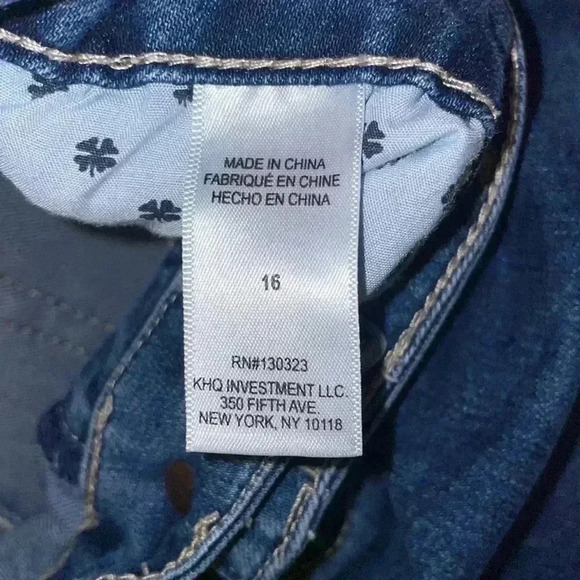 MADE IN CHINA
FABRIQUÉ EN CHINE
HECHO EN CHINA
16
RN#130323
KHQ INVESTMENT LLC.
350 FIFTH AVE.
NEW YORK, NY 10118